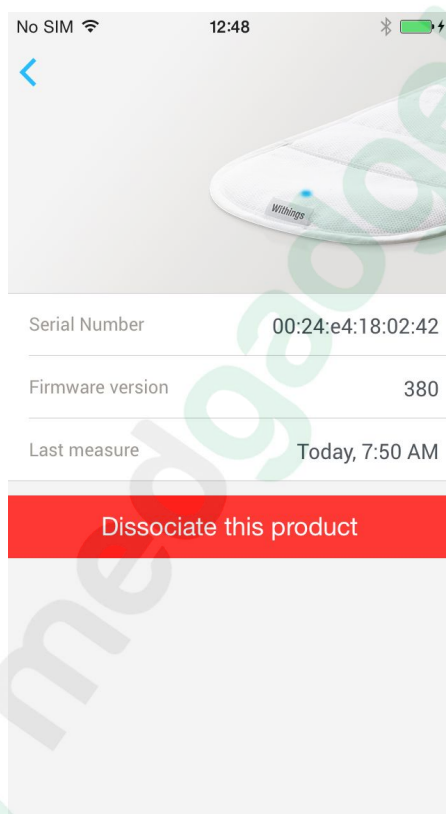 No SIM 12:48
Withings
Serial Number 00:24:e4:18:02:42
Firmware version 380
Last measure Today, 7:50 AM
Dissociate this product
medgadge